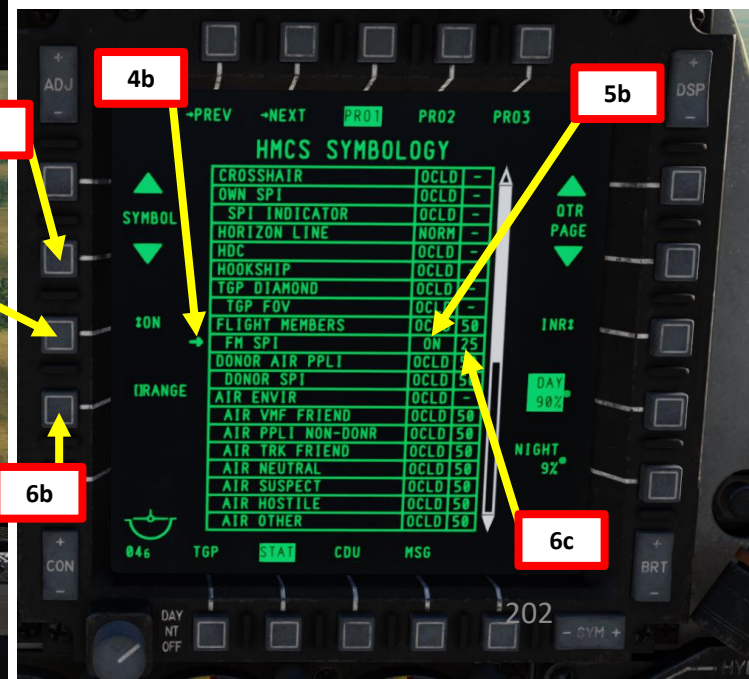 +
ADJ
-
+
DSP
-
4b
5b
→PREV →NEXT PRO1 PRO2 PRO3
HMCS SYMBOLOGY
CROSSHAIR OCLD -
OWN SPI OCLD -
SPI INDICATOR OCLD -
HORIZON LINE NORM -
HDC OCLD -
HOOKSHIP OCLD
TGP DIAMOND OCLD -
TGP FOV -
FLIGHT MEMBERS 50
FM SPI ON 25
DONOR AIR PPLI OCLD
DONOR SPI OCLD
AIR ENVIR OCLD -
AIR VMF FRIEND OCLD 50
AIR PPLI NON-DONR OCLD 50
AIR TRK FRIEND OCLD 50
AIR NEUTRAL OCLD 50
AIR SUSPECT OCLD 50
AIR HOSTILE OCLD 50
AIR OTHER OCLD 50
SYMBOL
↕ON
[]RANGE
QTR
PAGE
INR↕
DAY
90%
NIGHT
9%
6b
6c
046 TGP STAT CDU MSG
+
CON
-
+
BRT
-
DAY
NT
OFF
202
- SYM +